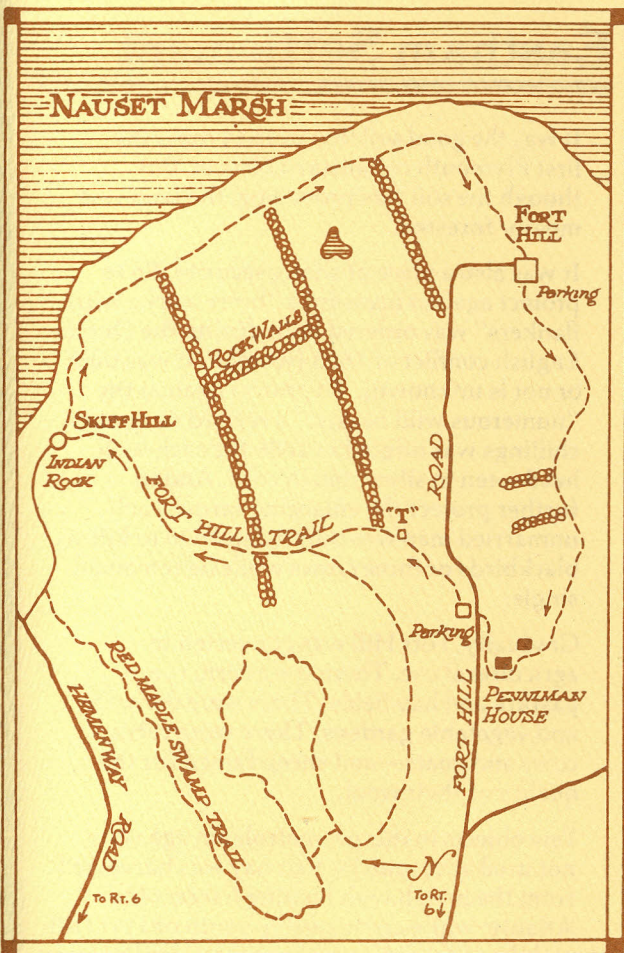 NAUSET MARSH
FORT
HILL
Parking
ROCK WALLS
SKIFF HILL
INDIAN
ROCK
FORT HILL TRAIL
"T"
ROAD
Parking
PENNIMAN
HOUSE
FORT HILL
RED MAPLE SWAMP TRAIL
HEMENWAY ROAD
N
TO RT. 6
TO RT.
6